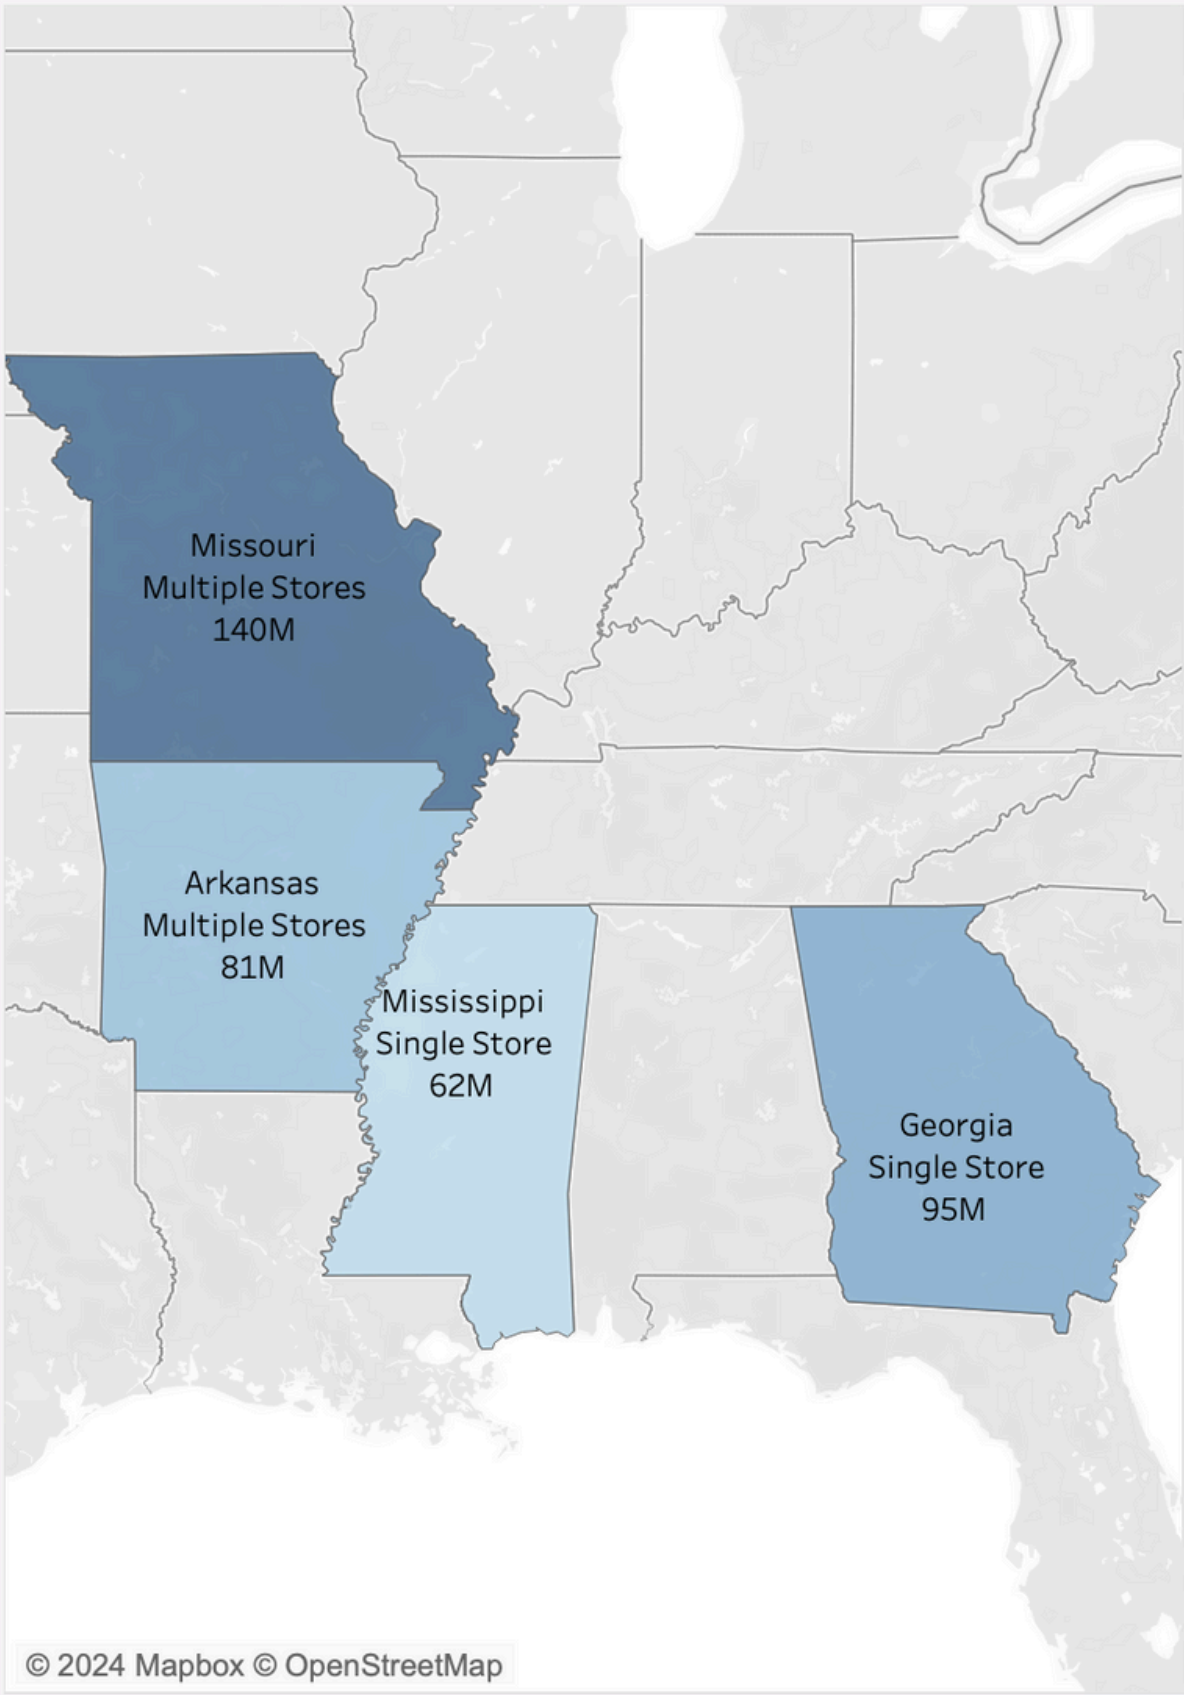 Missouri
Multiple Stores
140M
Arkansas
Multiple Stores
81M
Mississippi
Single Store
62M
Georgia
Single Store
95M
© 2024 Mapbox © OpenStreetMap